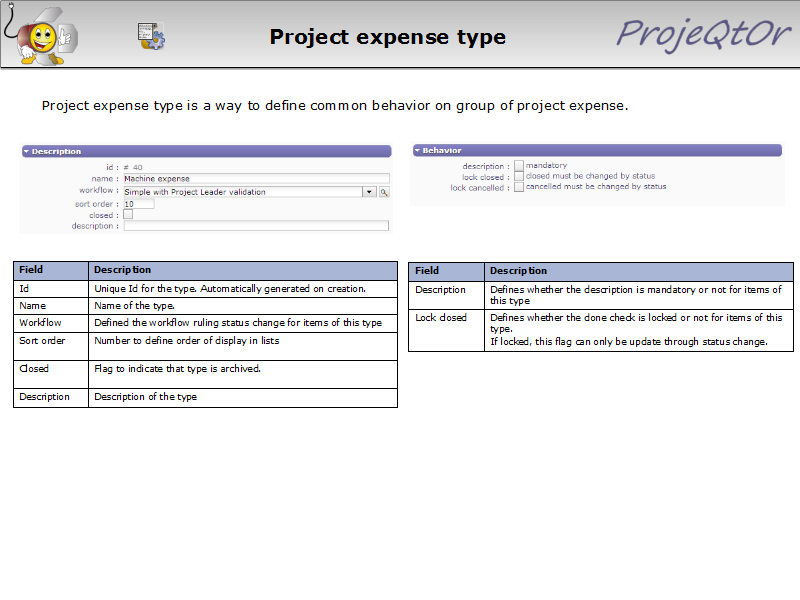 Project expense type
ProjeQtOr
Project expense type is a way to define common behavior on group of project expense.
Description
id : # 40
name : Machine expense
workflow : Simple with Project Leader validation
sort order : 10
closed :
description :
Behavior
description : mandatory
lock closed : closed must be changed by status
lock cancelled : cancelled must be changed by status
Field Description
Id Unique Id for the type. Automatically generated on creation.
Name Name of the type.
Workflow Defined the workflow ruling status change for items of this type
Sort order Number to define order of display in lists
Closed Flag to indicate that type is archived.
Description Description of the type
Field Description
Description Defines whether the description is mandatory or not for items of
this type
Lock closed Defines whether the done check is locked or not for items of this
type.
If locked, this flag can only be update through status change.